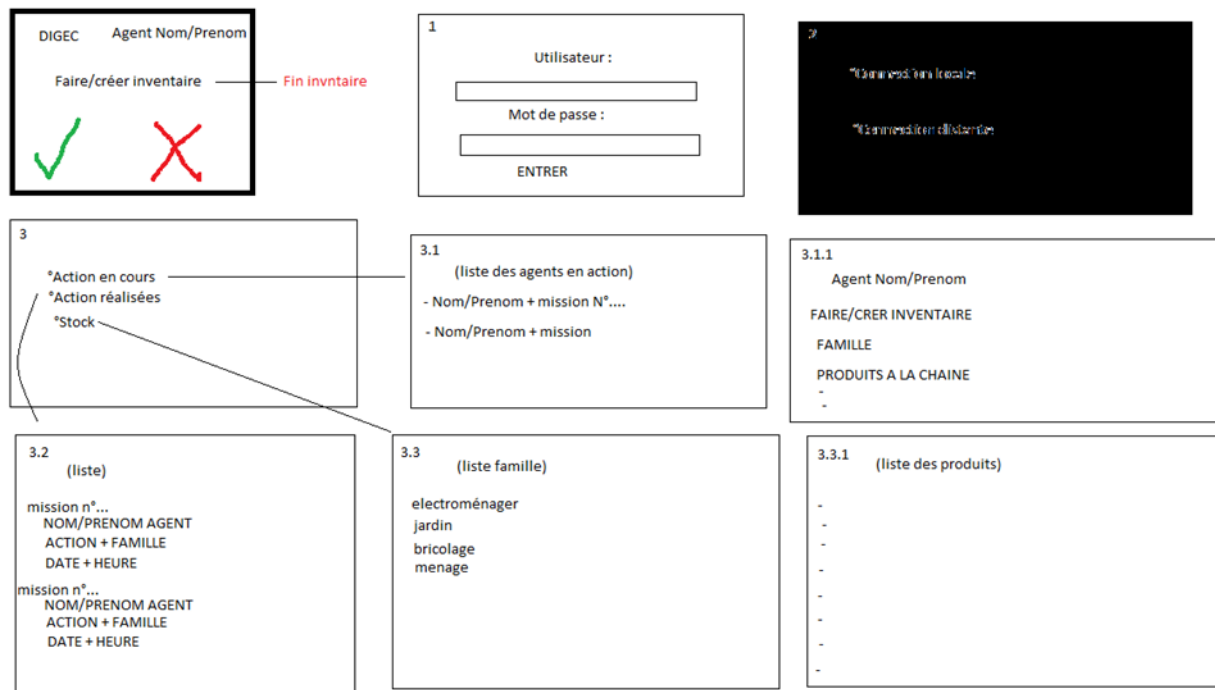 DIGEC Agent Nom/Prenom
Faire/créer inventaire
Fin invntaire
1
Utilisateur :
Mot de passe :
ENTRER
2
°Connection locale
°Connection distante
3
°Action en cours
°Action réalisées
°Stock
3.1
(liste des agents en action)
- Nom/Prenom + mission N°....
- Nom/Prenom + mission
3.1.1
Agent Nom/Prenom
FAIRE/CRER INVENTAIRE
FAMILLE
PRODUITS A LA CHAINE
-
-
3.2
(liste)
mission n°...
NOM/PRENOM AGENT
ACTION + FAMILLE
DATE + HEURE
mission n°...
NOM/PRENOM AGENT
ACTION + FAMILLE
DATE + HEURE
3.3
(liste famille)
electroménager
jardin
bricolage
menage
3.3.1
(liste des produits)
-
-
-
-
-
-
-
-